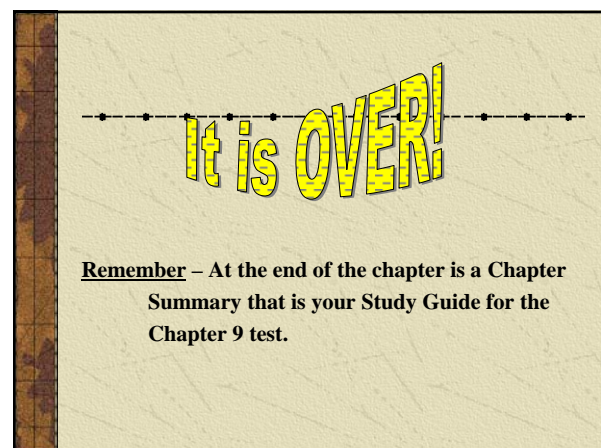 It is OVER!
Remember – At the end of the chapter is a Chapter
Summary that is your Study Guide for the
Chapter 9 test.